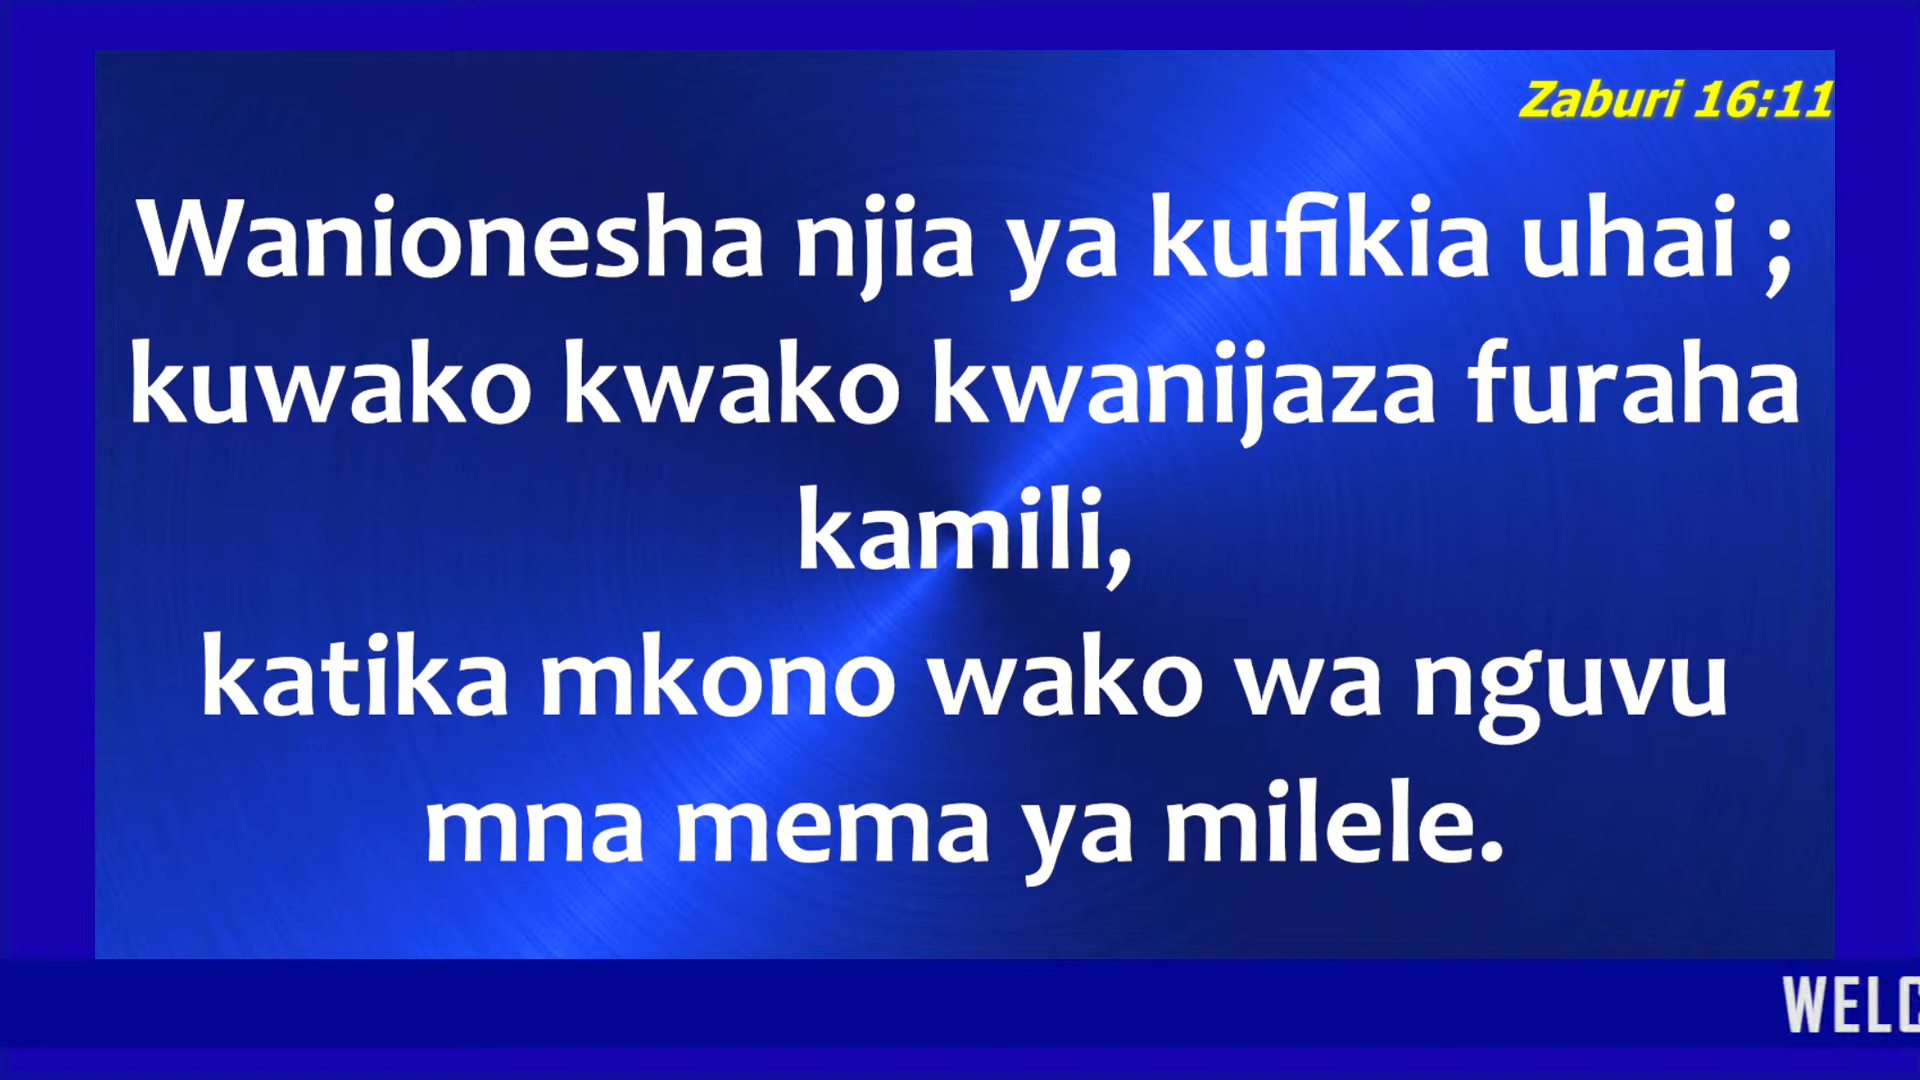 Zaburi 16:11
Wanionesha njia ya kufikia uhai ;
kuwako kwako kwanijaza furaha
kamili,
katika mkono wako wa nguvu
mna mema ya milele.
WELC